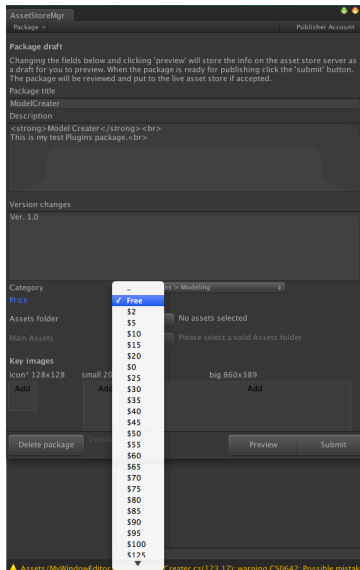 AssetStoreMgr
Package
Publisher Account
Package draft
Changing the fields below and clicking 'preview' will store the info on the asset store server as
a draft for you to preview. When the package is ready for publishing click the 'submit' button.
The package will be reviewed and put to the live asset store if accepted.
Package title
ModelCreater
Description
<strong>Model Creater</strong><br>
This is my test Plugins package.<br>
Version changes
Ver. 1.0
Category
ns > Modeling
Price
–
✓ Free
$2
$5
$10
$15
$20
$0
$25
$30
$35
$40
$45
$50
$55
$60
$65
$70
$75
$80
$85
$90
$95
$100
$125
Assets folder
No assets selected
Main Assets
Please select a valid Assets folder
Key images
icon* 128x128 small 20 big 860x389
Add Add Add
Delete package Versio Preview Submit
Assets (MyWindowEditor Creater.cs(123,17): warning CS0642: Possible mistak